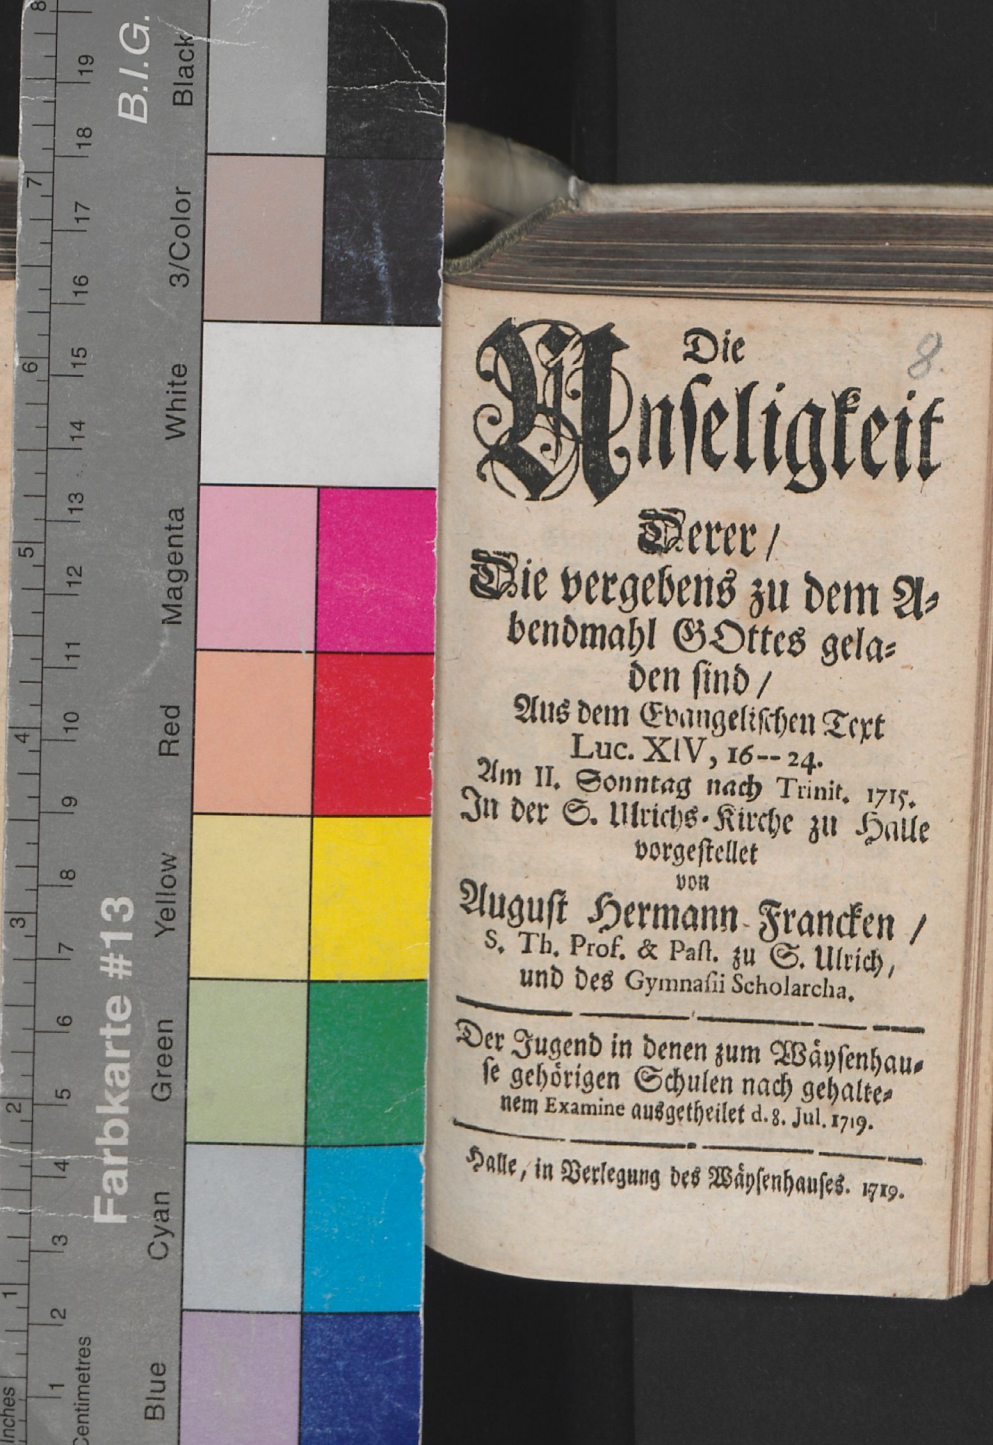 8.
Die
Unseligkeit
Derer /
Die vergebens zu dem A-
bendmahl GOttes gela-
den sind /
Aus dem Evangelischen Text
Luc. XIV, 16--24.
Am II. Sonntag nach Trinit. 1715.
In der S. Ulrichs-Kirche zu Halle
vorgestellet
von
August Hermann Francken /
S. Th. Prof. & Past. zu S. Ulrich,
und des Gymnasii Scholarcha.
Der Jugend in denen zum Wäysenhau-
se gehörigen Schulen nach gehalte-
nem Examine ausgetheilet d. 8. Jul. 1719.
Halle, in Verlegung des Wäysenhauses. 1719.
Farbkarte #13
B.I.G.
Blue
Cyan
Green
Yellow
Red
Magenta
White
3/Color
Black
Centimetres
1 2 3 4 5 6 7 8 9 10 11 12 13 14 15 16 17 18 19
Inches
1 2 3 4 5 6 7 8